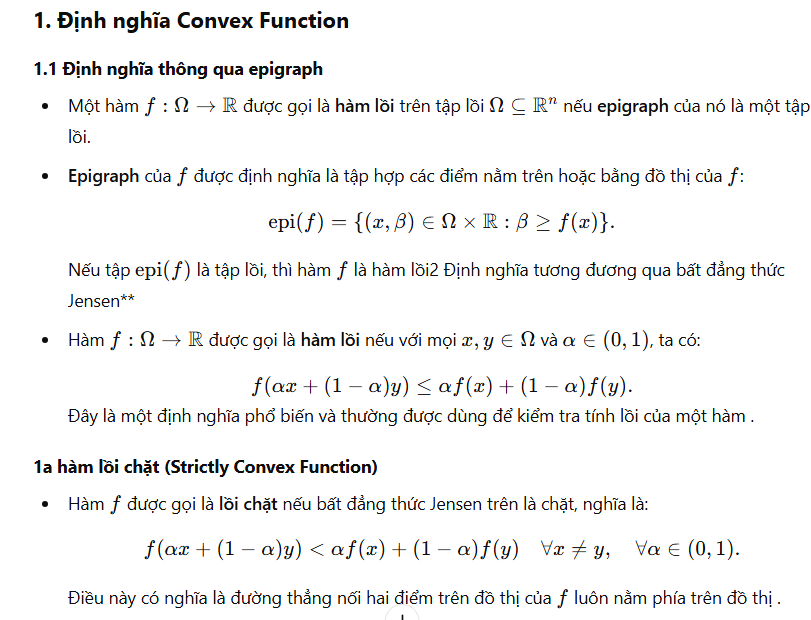 1. Định nghĩa Convex Function
1.1 Định nghĩa thông qua epigraph
• Một hàm f : Ω → ℝ được gọi là hàm lồi trên tập lồi Ω ⊆ ℝⁿ nếu epigraph của nó là một tập
lồi.
• Epigraph của f được định nghĩa là tập hợp các điểm nằm trên hoặc bằng đồ thị của f:
epi(f) = {(x, β) ∈ Ω × ℝ : β ≥ f(x)}.
Nếu tập epi(f) là tập lồi, thì hàm f là hàm lồi2 Định nghĩa tương đương qua bất đẳng thức
Jensen**
• Hàm f : Ω → ℝ được gọi là hàm lồi nếu với mọi x, y ∈ Ω và α ∈ (0, 1), ta có:
f(αx + (1 − α)y) ≤ αf(x) + (1 − α)f(y).
Đây là một định nghĩa phổ biến và thường được dùng để kiểm tra tính lồi của một hàm .
1a hàm lồi chặt (Strictly Convex Function)
• Hàm f được gọi là lồi chặt nếu bất đẳng thức Jensen trên là chặt, nghĩa là:
f(αx + (1 − α)y) < αf(x) + (1 − α)f(y) ∀x ≠ y, ∀α ∈ (0, 1).
Điều này có nghĩa là đường thẳng nối hai điểm trên đồ thị của f luôn nằm phía trên đồ thị .